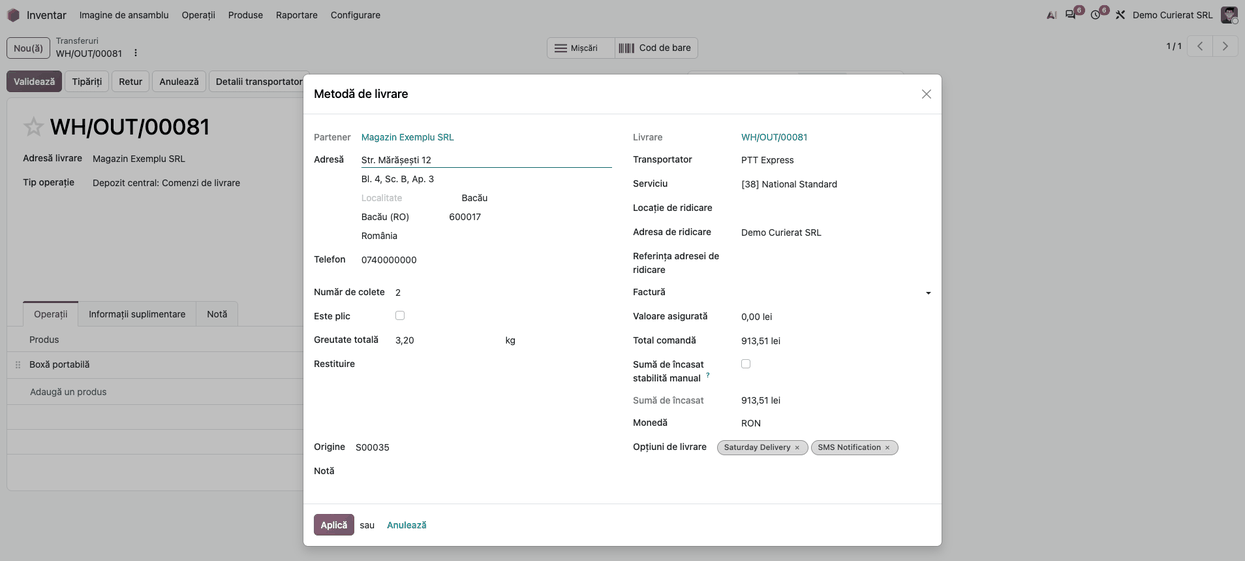 Inventar
Imagine de ansamblu
Operații
Produse
Raportare
Configurare
6
6
Demo Curierat SRL
Nou(ă)
Transferuri
WH/OUT/00081
Mișcări
Cod de bare
1 / 1
Validează
Tipăriți
Retur
Anulează
Detalii transportator
WH/OUT/00081
Adresă livrare Magazin Exemplu SRL
Tip operație Depozit central: Comenzi de livrare
Operații
Informații suplimentare
Notă
Produs
Boxă portabilă
Adaugă un produs
Metodă de livrare
Partener Magazin Exemplu SRL
Adresă Str. Mărășești 12
Bl. 4, Sc. B, Ap. 3
Localitate Bacău
Bacău (RO) 600017
România
Telefon 0740000000
Număr de colete 2
Este plic
Greutate totală 3,20 kg
Restituire
Origine S00035
Notă
Livrare WH/OUT/00081
Transportator PTT Express
Serviciu [38] National Standard
Locație de ridicare
Adresa de ridicare Demo Curierat SRL
Referința adresei de
ridicare
Factură
Valoare asigurată 0,00 lei
Total comandă 913,51 lei
Sumă de încasat
stabilită manual ?
Sumă de încasat 913,51 lei
Monedă RON
Opțiuni de livrare Saturday Delivery × SMS Notification ×
Aplică sau Anulează